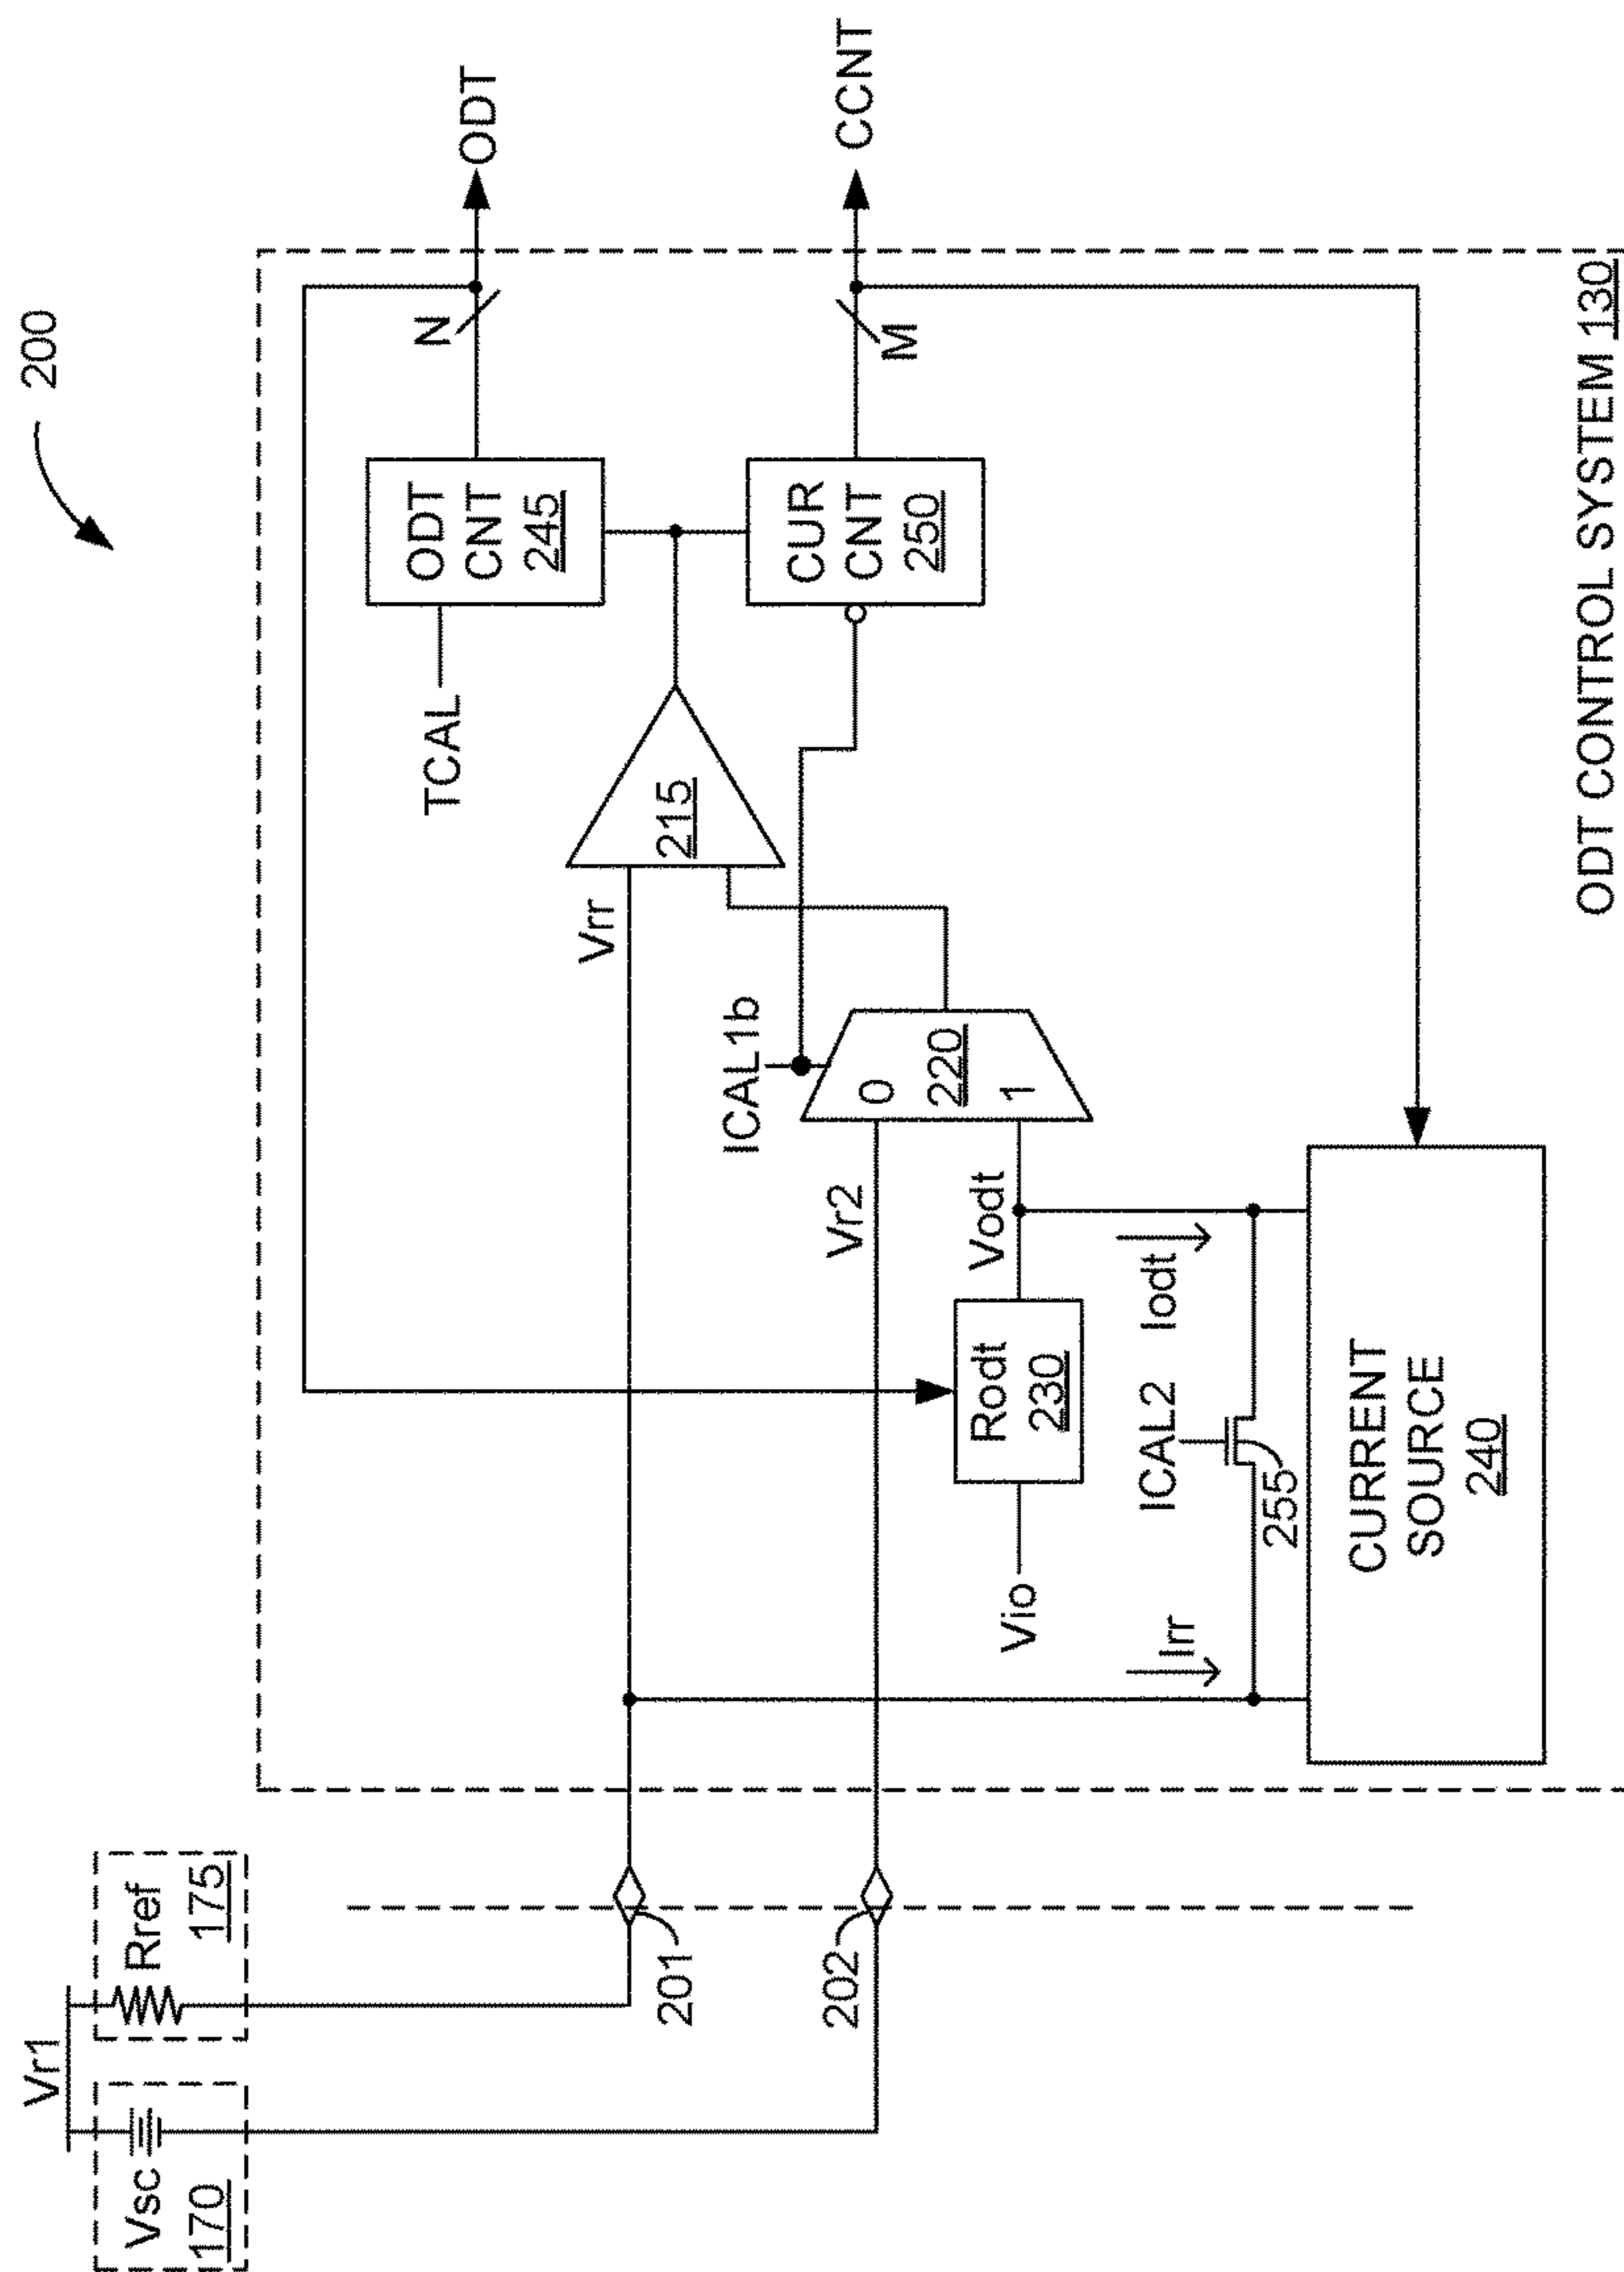 200
Vr1
Vsc
170
Rref
175
201
202
Vrr
Vr2
ICAL1b
0
220
1
Vodt
Vio
Rodt
230
Iodt
Irr
ICAL2
255
CURRENT
SOURCE
240
215
TCAL
ODT
CNT
245
CUR
CNT
250
N
M
ODT
CCNT
ODT CONTROL SYSTEM 130